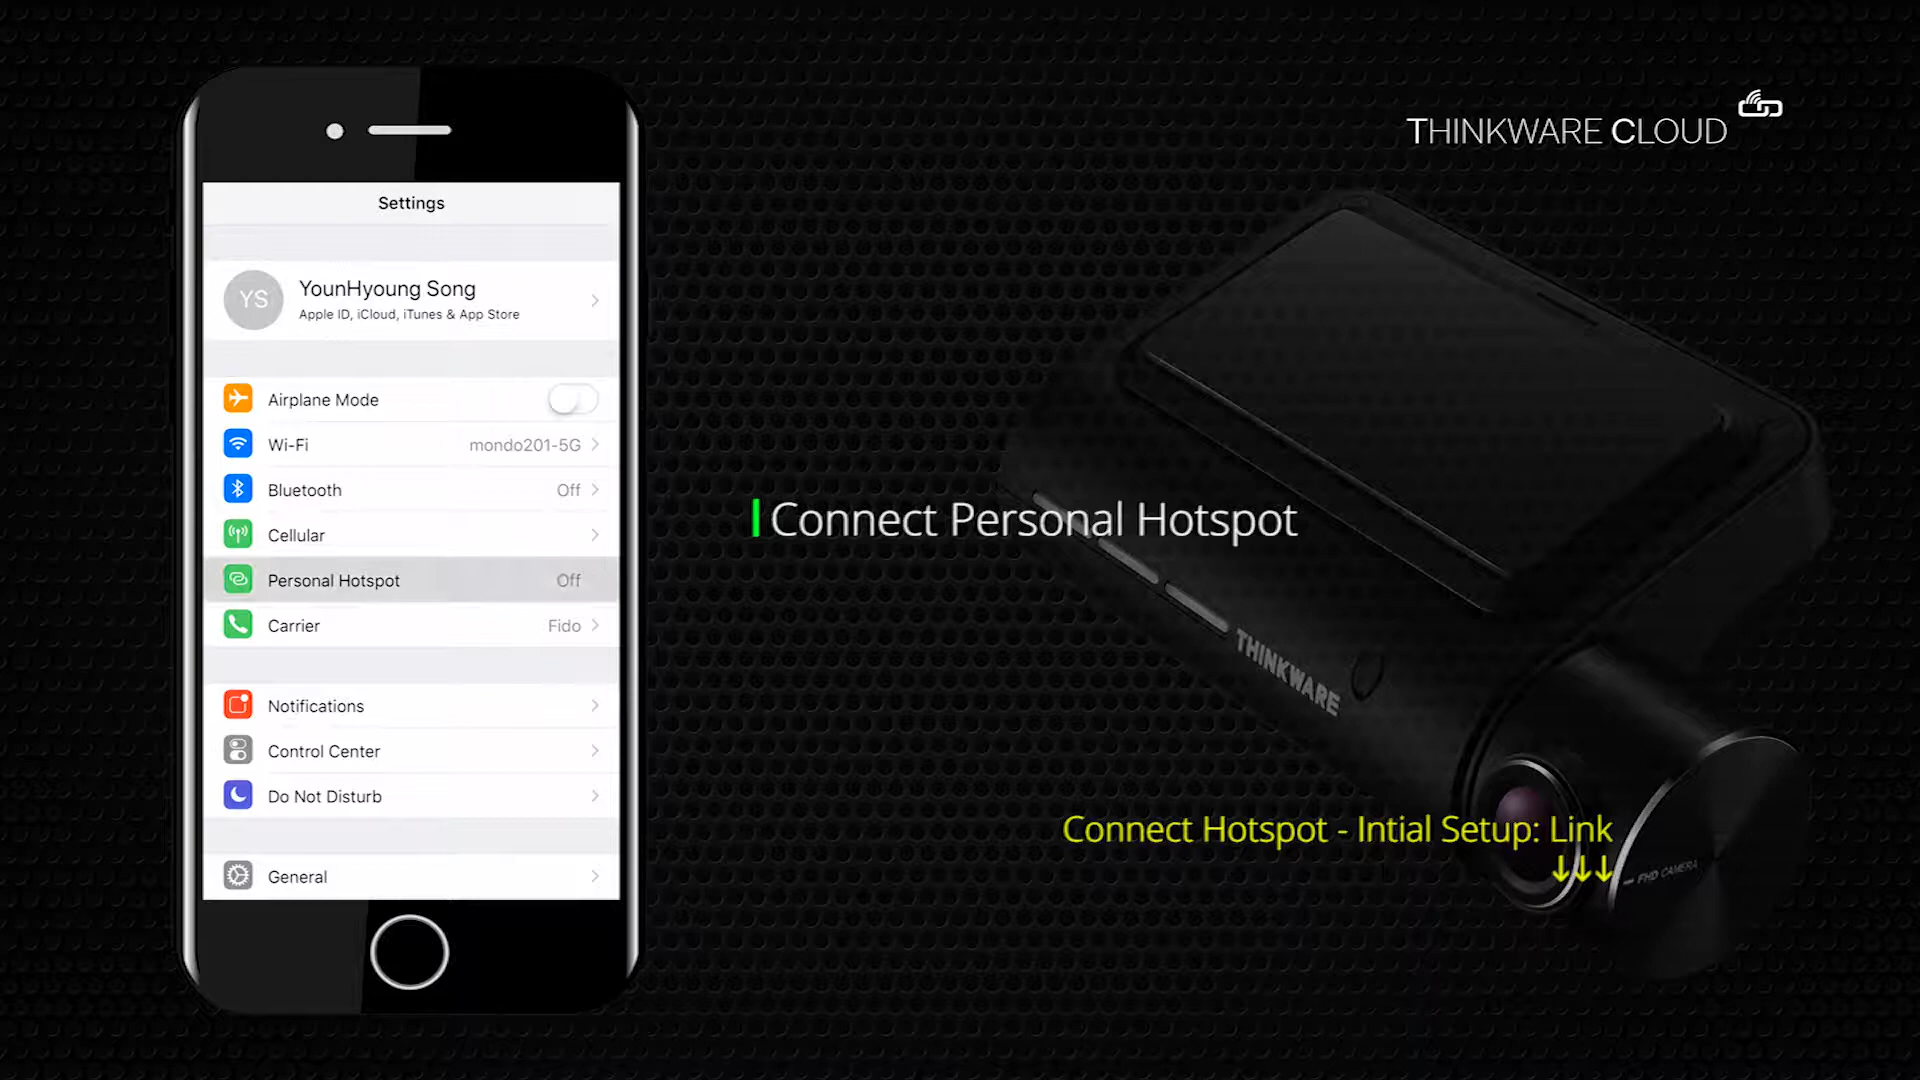 THINKWARE CLOUD
Settings
YS
YounHyoung Song
Apple ID, iCloud, iTunes & App Store
Airplane Mode
Wi-Fi mondo201-5G
Bluetooth Off
Cellular
Personal Hotspot Off
Carrier Fido
Notifications
Control Center
Do Not Disturb
General
Connect Personal Hotspot
THINKWARE
Connect Hotspot - Intial Setup: Link
↓↓↓
FHD CAMERA